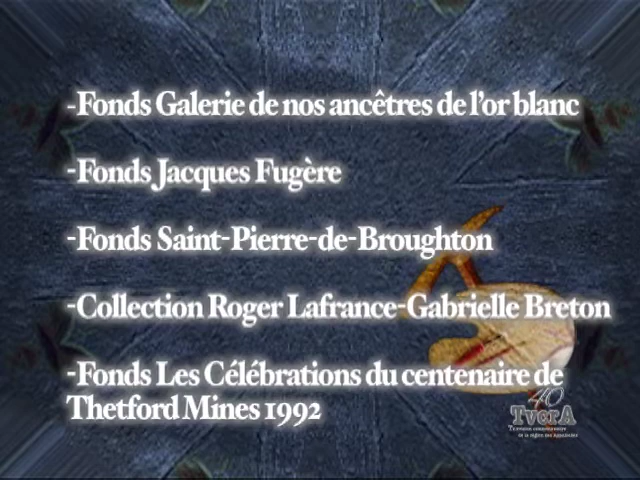 -Fonds Galerie de nos ancêtres de l'or blanc
-Fonds Jacques Fugère
-Fonds Saint-Pierre-de-Broughton
-Collection Roger Lafrance-Gabrielle Breton
-Fonds Les Célébrations du centenaire de
Thetford Mines 1992
40
TvcrA